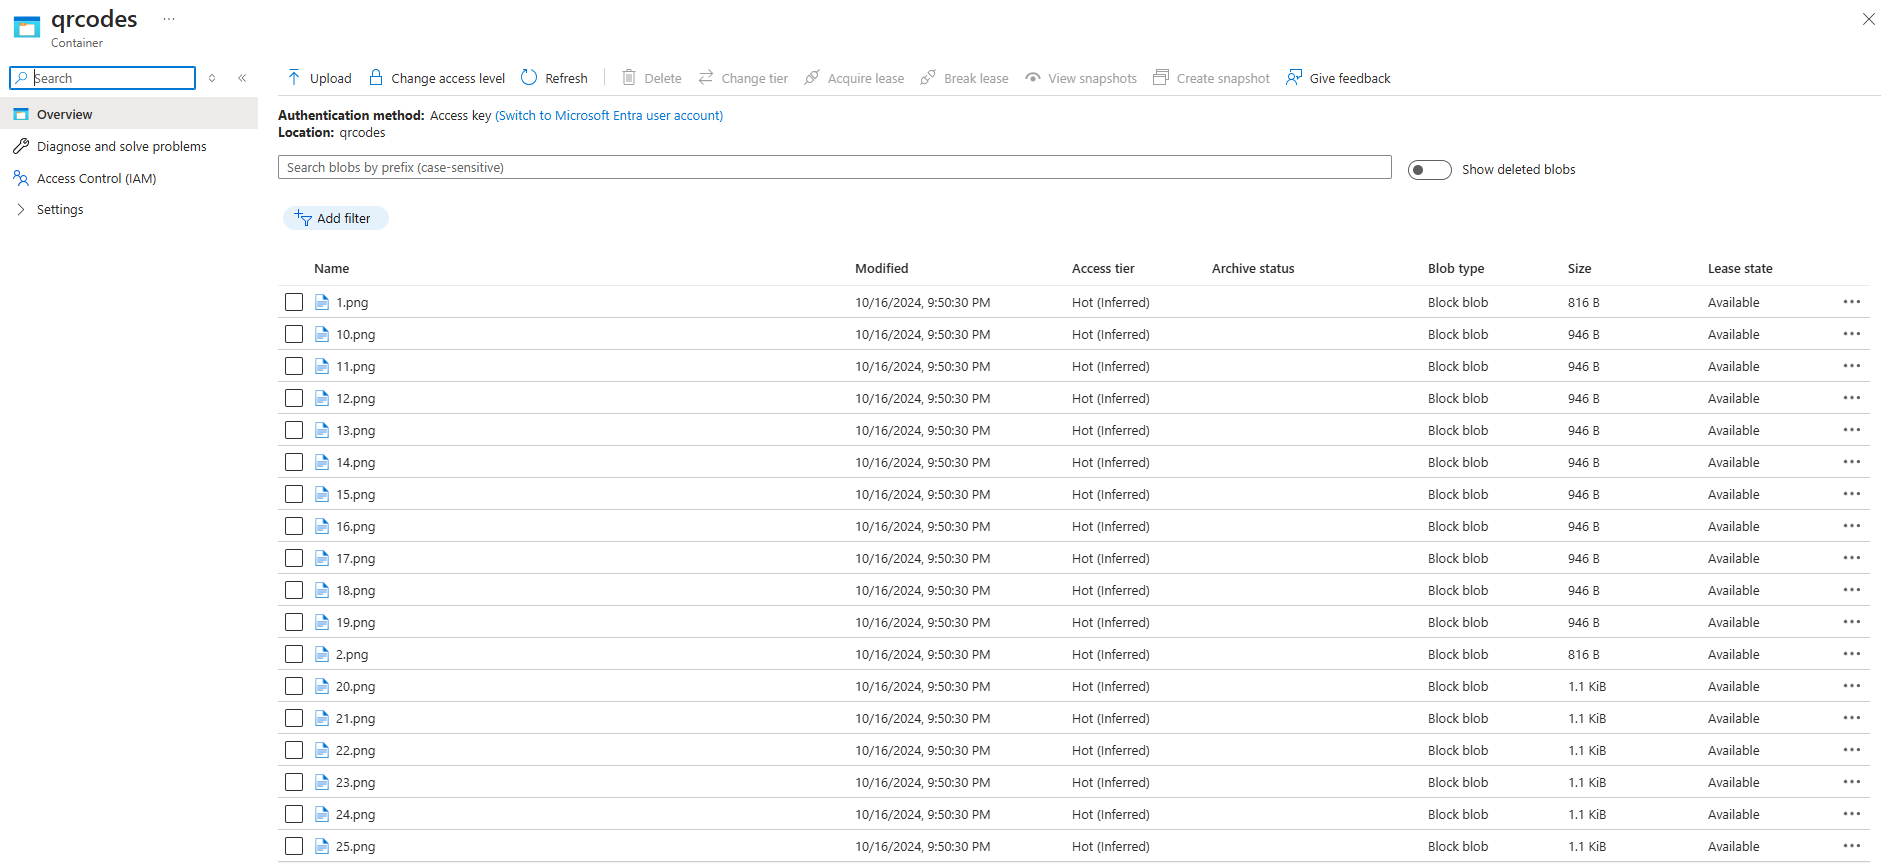 qrcodes ...
Container
Search
Overview
Diagnose and solve problems
Access Control (IAM)
Settings
Upload Change access level Refresh Delete Change tier Acquire lease Break lease View snapshots Create snapshot Give feedback
Authentication method: Access key (Switch to Microsoft Entra user account)
Location: qrcodes
Search blobs by prefix (case-sensitive) Show deleted blobs
Add filter
Name Modified Access tier Archive status Blob type Size Lease state
1.png 10/16/2024, 9:50:30 PM Hot (Inferred) Block blob 816 B Available
10.png 10/16/2024, 9:50:30 PM Hot (Inferred) Block blob 946 B Available
11.png 10/16/2024, 9:50:30 PM Hot (Inferred) Block blob 946 B Available
12.png 10/16/2024, 9:50:30 PM Hot (Inferred) Block blob 946 B Available
13.png 10/16/2024, 9:50:30 PM Hot (Inferred) Block blob 946 B Available
14.png 10/16/2024, 9:50:30 PM Hot (Inferred) Block blob 946 B Available
15.png 10/16/2024, 9:50:30 PM Hot (Inferred) Block blob 946 B Available
16.png 10/16/2024, 9:50:30 PM Hot (Inferred) Block blob 946 B Available
17.png 10/16/2024, 9:50:30 PM Hot (Inferred) Block blob 946 B Available
18.png 10/16/2024, 9:50:30 PM Hot (Inferred) Block blob 946 B Available
19.png 10/16/2024, 9:50:30 PM Hot (Inferred) Block blob 946 B Available
2.png 10/16/2024, 9:50:30 PM Hot (Inferred) Block blob 816 B Available
20.png 10/16/2024, 9:50:30 PM Hot (Inferred) Block blob 1.1 KiB Available
21.png 10/16/2024, 9:50:30 PM Hot (Inferred) Block blob 1.1 KiB Available
22.png 10/16/2024, 9:50:30 PM Hot (Inferred) Block blob 1.1 KiB Available
23.png 10/16/2024, 9:50:30 PM Hot (Inferred) Block blob 1.1 KiB Available
24.png 10/16/2024, 9:50:30 PM Hot (Inferred) Block blob 1.1 KiB Available
25.png 10/16/2024, 9:50:30 PM Hot (Inferred) Block blob 1.1 KiB Available